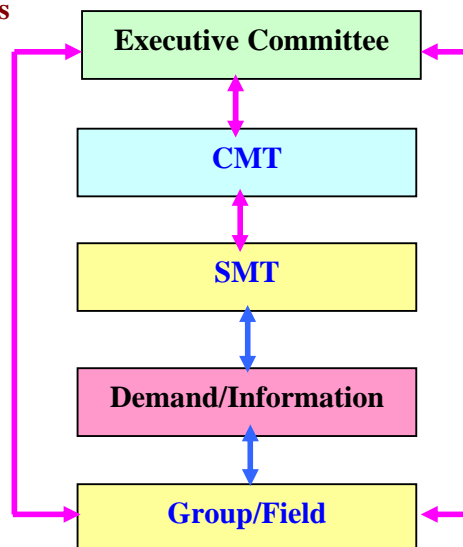 s
Executive Committee
CMT
SMT
Demand/Information
Group/Field